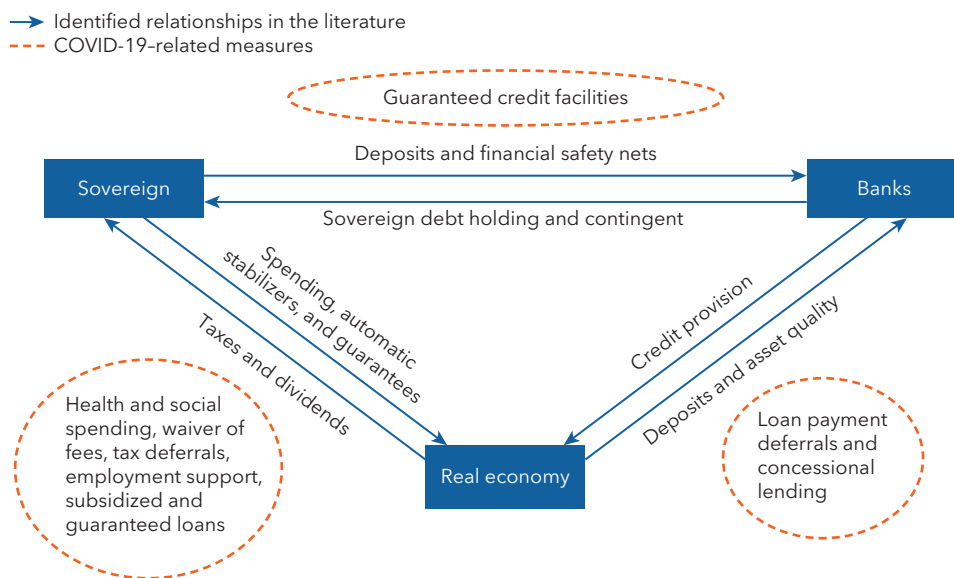 Identified relationships in the literature
COVID-19–related measures
Guaranteed credit facilities
Deposits and financial safety nets
Sovereign
Banks
Sovereign debt holding and contingent
Spending, automatic
stabilizers, and guarantees
Taxes and dividends
Credit provision
Deposits and asset quality
Health and social
spending, waiver of
fees, tax deferrals,
employment support,
subsidized and
guaranteed loans
Real economy
Loan payment
deferrals and
concessional
lending